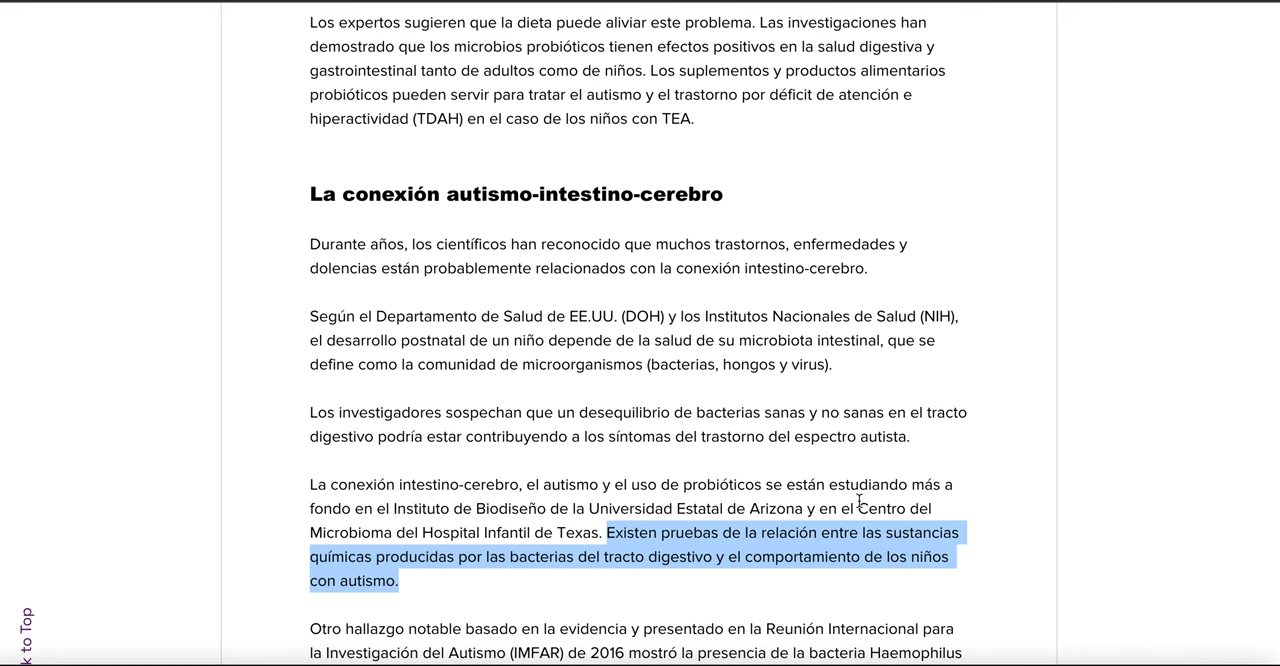 Los expertos sugieren que la dieta puede aliviar este problema. Las investigaciones han
demostrado que los microbios probióticos tienen efectos positivos en la salud digestiva y
gastrointestinal tanto de adultos como de niños. Los suplementos y productos alimentarios
probióticos pueden servir para tratar el autismo y el trastorno por déficit de atención e
hiperactividad (TDAH) en el caso de los niños con TEA.
La conexión autismo-intestino-cerebro
Durante años, los científicos han reconocido que muchos trastornos, enfermedades y
dolencias están probablemente relacionados con la conexión intestino-cerebro.
Según el Departamento de Salud de EE.UU. (DOH) y los Institutos Nacionales de Salud (NIH),
el desarrollo postnatal de un niño depende de la salud de su microbiota intestinal, que se
define como la comunidad de microorganismos (bacterias, hongos y virus).
Los investigadores sospechan que un desequilibrio de bacterias sanas y no sanas en el tracto
digestivo podría estar contribuyendo a los síntomas del trastorno del espectro autista.
La conexión intestino-cerebro, el autismo y el uso de probióticos se están estudiando más a
fondo en el Instituto de Biodiseño de la Universidad Estatal de Arizona y en el Centro del
Microbioma del Hospital Infantil de Texas. Existen pruebas de la relación entre las sustancias
químicas producidas por las bacterias del tracto digestivo y el comportamiento de los niños
con autismo.
Otro hallazgo notable basado en la evidencia y presentado en la Reunión Internacional para
la Investigación del Autismo (IMFAR) de 2016 mostró la presencia de la bacteria Haemophilus
k to Top